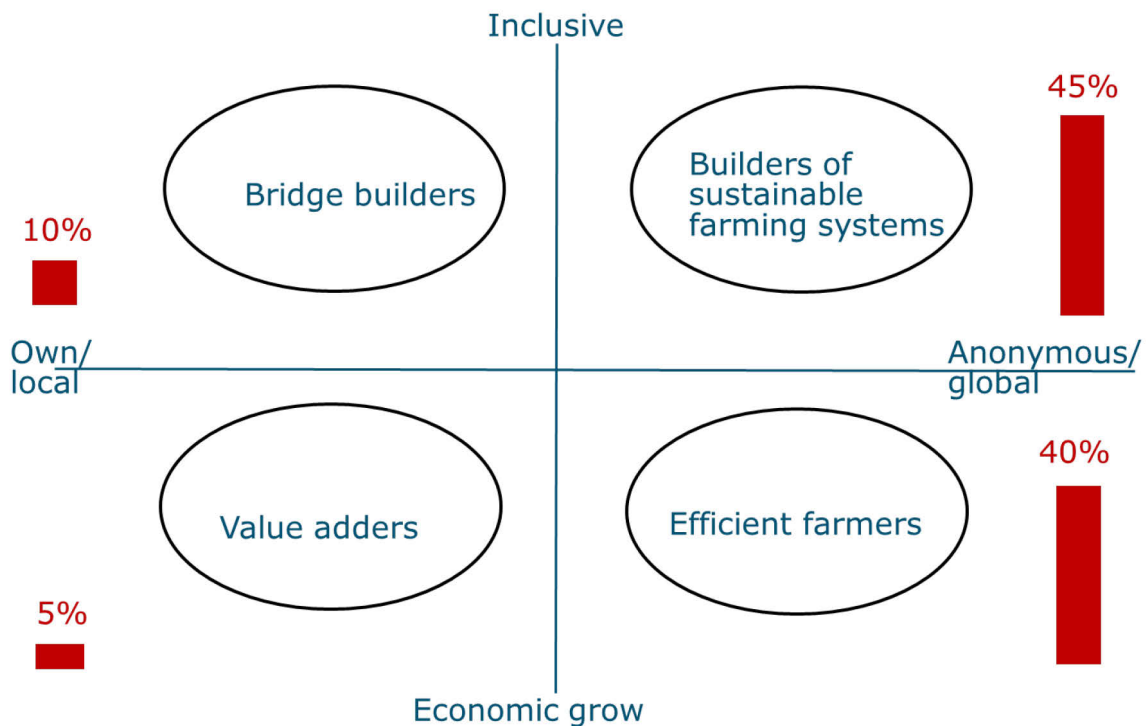 Inclusive
45%
Bridge builders
Builders of
sustainable
farming systems
10%
Own/
local
Anonymous/
global
40%
Value adders
Efficient farmers
5%
Economic grow